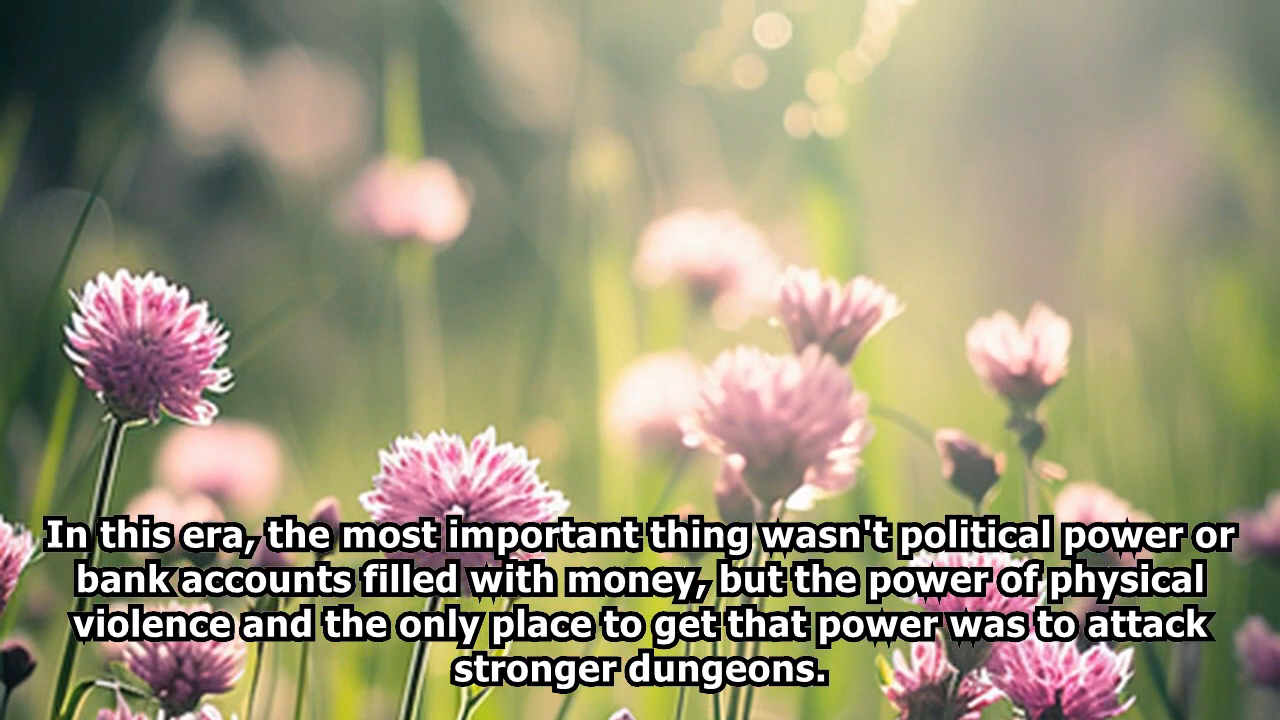 In this era, the most important thing wasn't political power or
bank accounts filled with money, but the power of physical
violence and the only place to get that power was to attack
stronger dungeons.